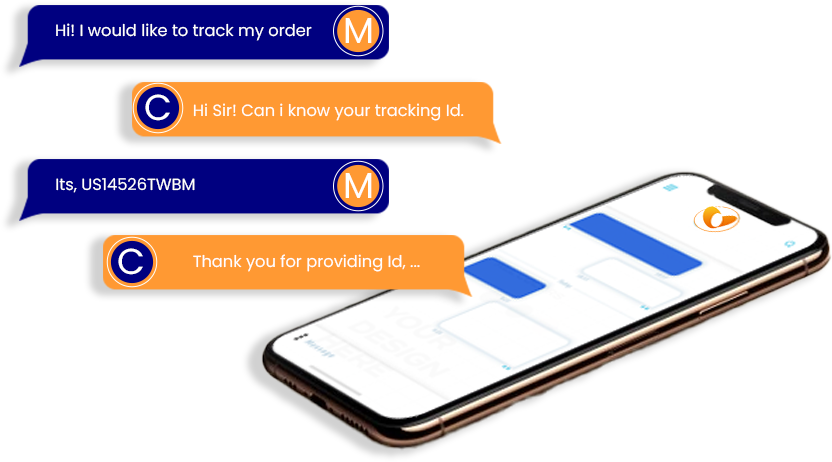 Hi! I would like to track my order
M
C
Hi Sir! Can i know your tracking Id.
Its, US14526TWBM
M
C
Thank you for providing Id, ...
YOUR
DESIGN
HERE
Message